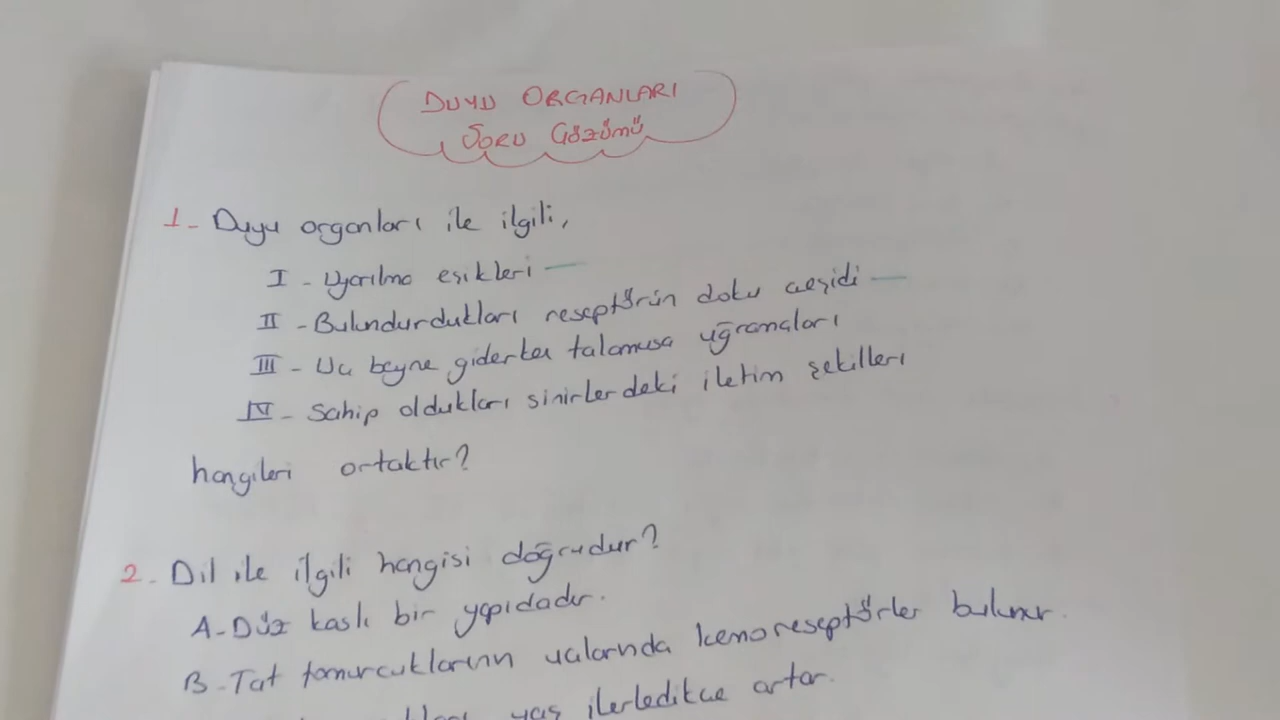 DUYU ORGANLARI
SORU ÇÖZÜMÜ
1- Duyu organları ile ilgili,
I - Uyarılma eşikleri
II - Bulundurdukları reseptörün doku çeşidi
III - Uç beyne giderken talamusa uğramaları
IV - Sahip oldukları sinirlerdeki iletim şekilleri
hangileri ortaktır?
2. Dil ile ilgili hangisi doğrudur?
A-Düz kaslı bir yapıdadır.
B-Tat tomurcuklarının uçlarında kemoreseptörler bulunur.
yaş ilerledikçe artar.